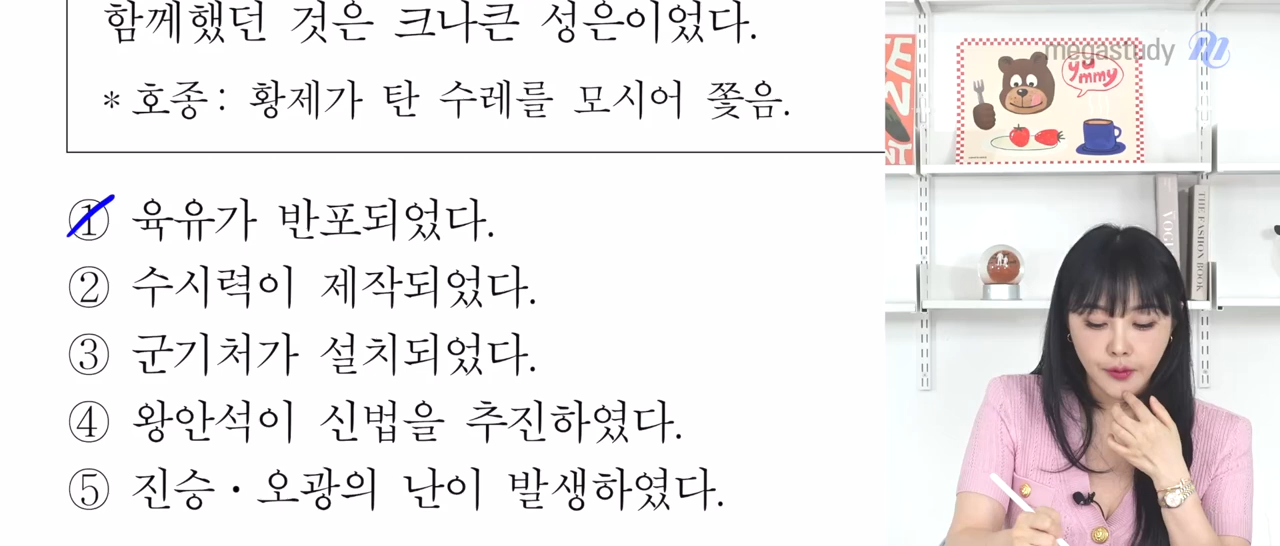 함께했던 것은 크나큰 성은이었다.
* 호종: 황제가 탄 수레를 모시어 쫓음.
① 육유가 반포되었다.
② 수시력이 제작되었다.
③ 군기처가 설치되었다.
④ 왕안석이 신법을 추진하였다.
⑤ 진승·오광의 난이 발생하였다.
megastudy
yu
mmy
VOGUE
THE FASHION BOOK